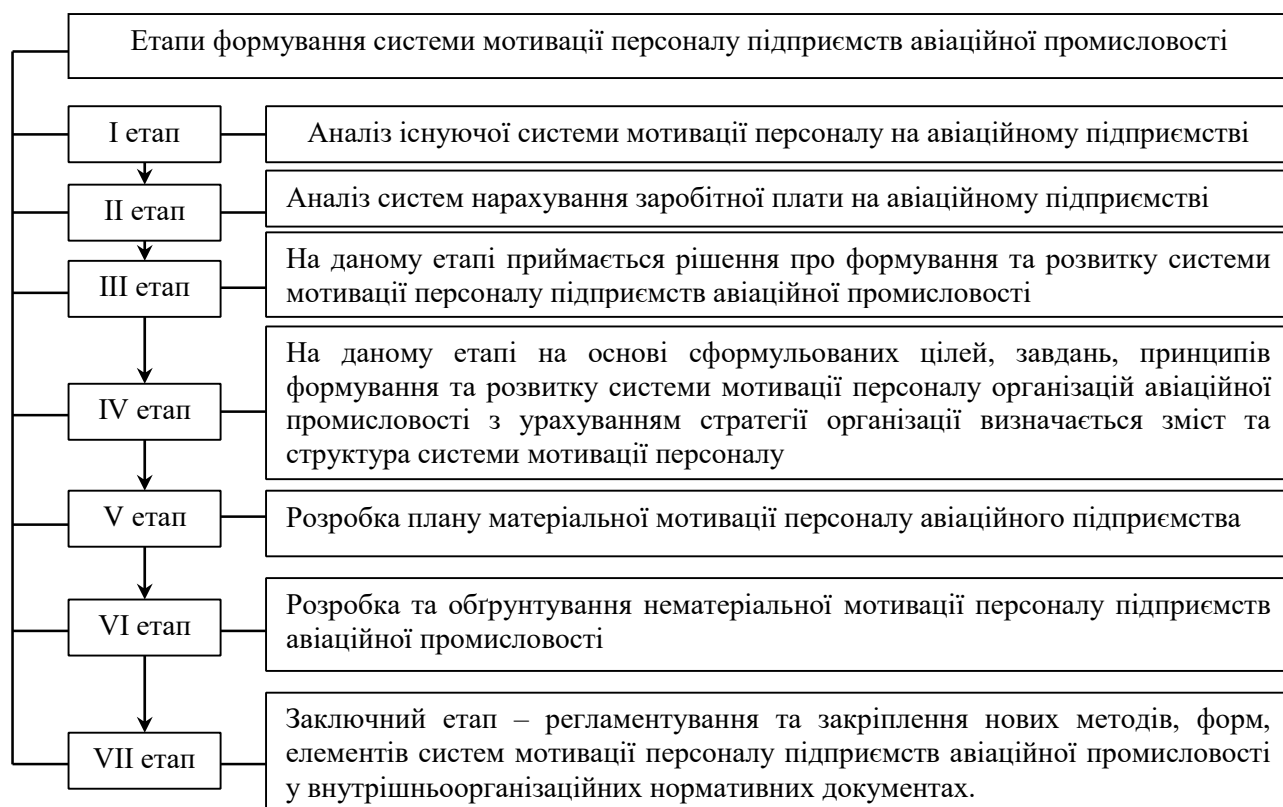 Етапи формування системи мотивації персоналу підприємств авіаційної промисловості
І етап
Аналіз існуючої системи мотивації персоналу на авіаційному підприємстві
ІІ етап
Аналіз систем нарахування заробітної плати на авіаційному підприємстві
ІІІ етап
На даному етапі приймається рішення про формування та розвитку системи
мотивації персоналу підприємств авіаційної промисловості
ІV етап
На даному етапі на основі сформульованих цілей, завдань, принципів
формування та розвитку системи мотивації персоналу організацій авіаційної
промисловості з урахуванням стратегії організації визначається зміст та
структура системи мотивації персоналу
V етап
Розробка плану матеріальної мотивації персоналу авіаційного підприємства
VІ етап
Розробка та обґрунтування нематеріальної мотивації персоналу підприємств
авіаційної промисловості
VІІ етап
Заключний етап – регламентування та закріплення нових методів, форм,
елементів систем мотивації персоналу підприємств авіаційної промисловості
у внутрішньоорганізаційних нормативних документах.